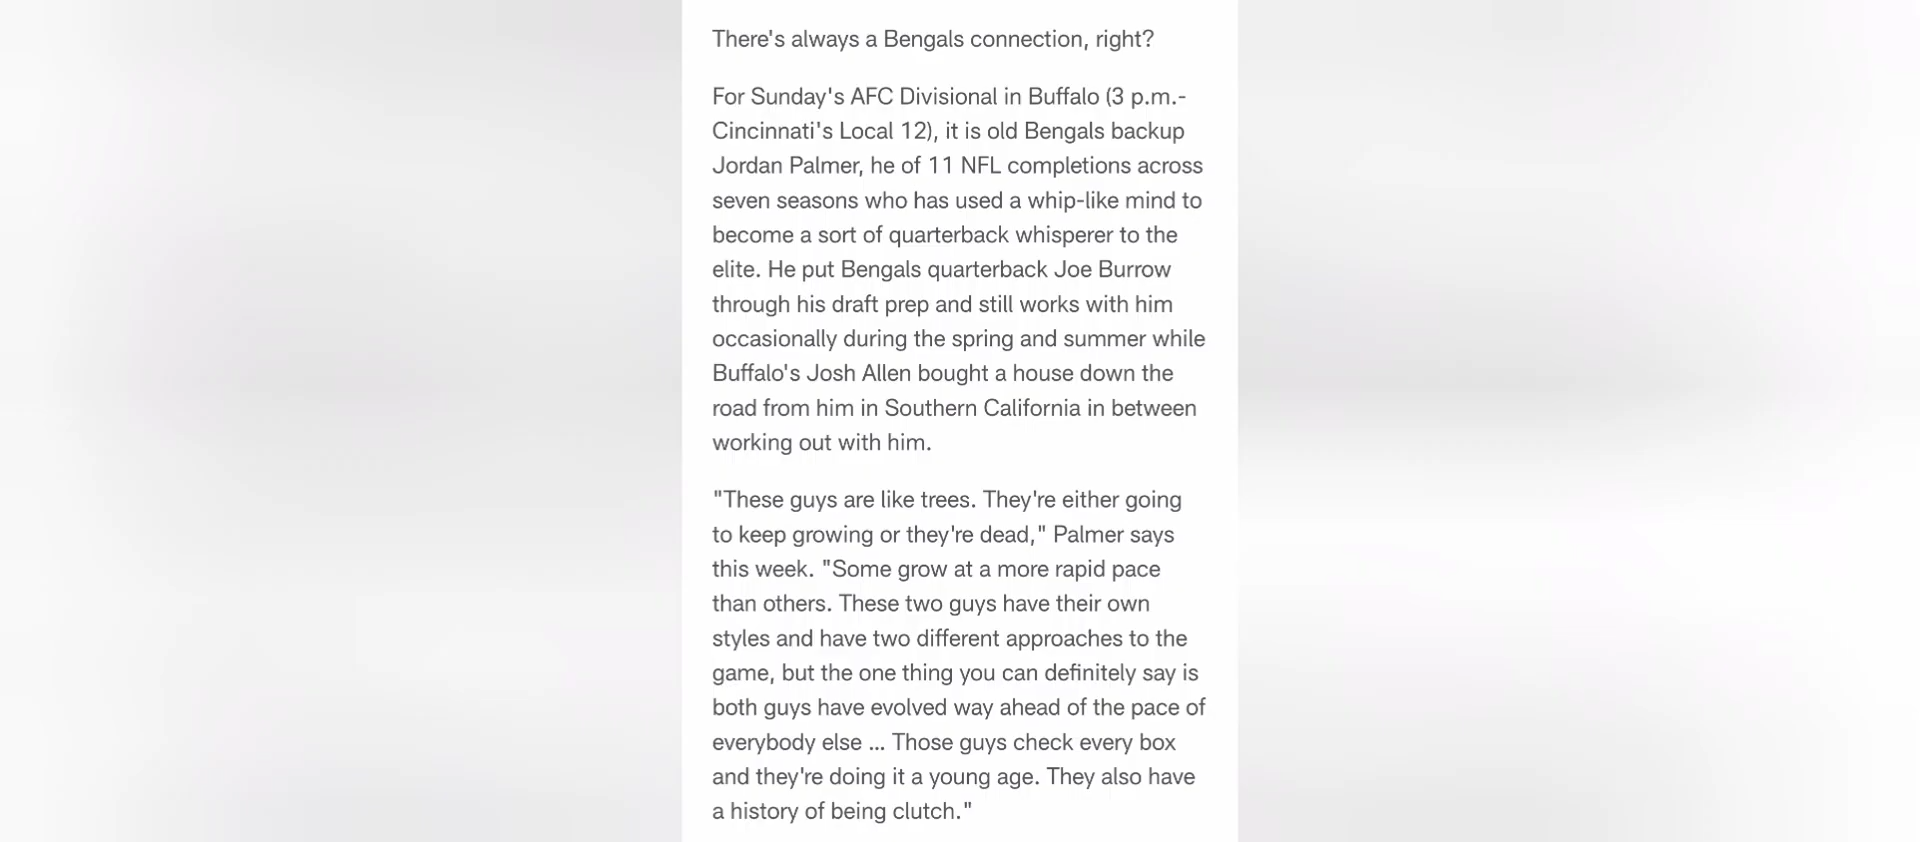 There's always a Bengals connection, right?
For Sunday's AFC Divisional in Buffalo (3 p.m.-
Cincinnati's Local 12), it is old Bengals backup
Jordan Palmer, he of 11 NFL completions across
seven seasons who has used a whip-like mind to
become a sort of quarterback whisperer to the
elite. He put Bengals quarterback Joe Burrow
through his draft prep and still works with him
occasionally during the spring and summer while
Buffalo's Josh Allen bought a house down the
road from him in Southern California in between
working out with him.
"These guys are like trees. They're either going
to keep growing or they're dead," Palmer says
this week. "Some grow at a more rapid pace
than others. These two guys have their own
styles and have two different approaches to the
game, but the one thing you can definitely say is
both guys have evolved way ahead of the pace of
everybody else ... Those guys check every box
and they're doing it a young age. They also have
a history of being clutch."